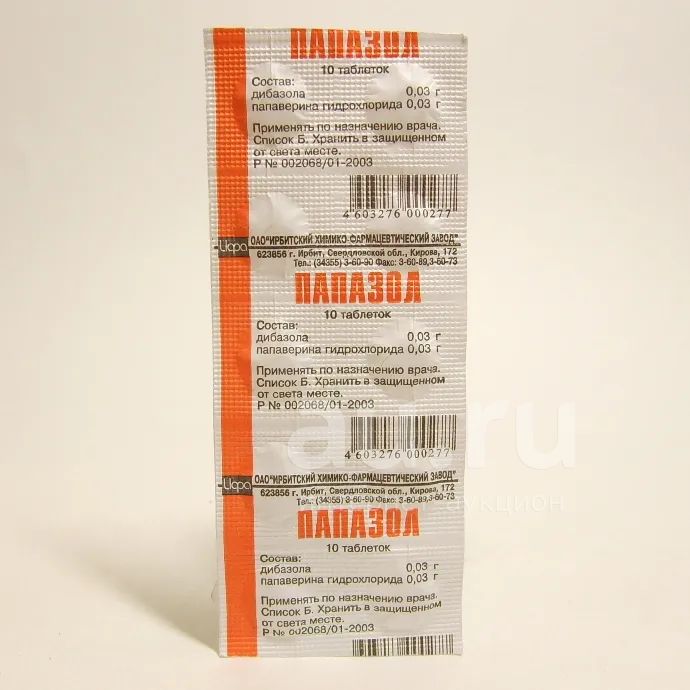 ПАПАЗОЛ
10 таблеток
Состав:
дибазола 0,03 г
папаверина гидрохлорида 0,03 г
Применять по назначению врача.
Список Б. Хранить в защищенном
от света месте.
Р № 002068/01-2003
4 603276 000277
ОАО"ИРБИТСКИЙ ХИМИКО-ФАРМАЦЕВТИЧЕСКИЙ ЗАВОД"
623856 г. Ирбит, Свердловской обл., Кирова, 172
Тел.: (34355) 3-60-90 Факс: 3-60-89,3-60-73
ПАПАЗОЛ
10 таблеток
Состав:
дибазола 0,03 г
папаверина гидрохлорида 0,03 г
Применять по назначению врача.
Список Б. Хранить в защищенном
от света месте.
Р № 002068/01-2003
4 603276 000277
ОАО"ИРБИТСКИЙ ХИМИКО-ФАРМАЦЕВТИЧЕСКИЙ ЗАВОД"
623856 г. Ирбит, Свердловской обл., Кирова, 172
Тел.: (34355) 3-60-90 Факс: 3-60-89,3-60-73
ПАПАЗОЛ
10 таблеток
Состав:
дибазола 0,03 г
папаверина гидрохлорида 0,03 г
Применять по назначению врача.
Список Б. Хранить в защищенном
от света месте.
Р № 002068/01-2003
au.ru
аукцион